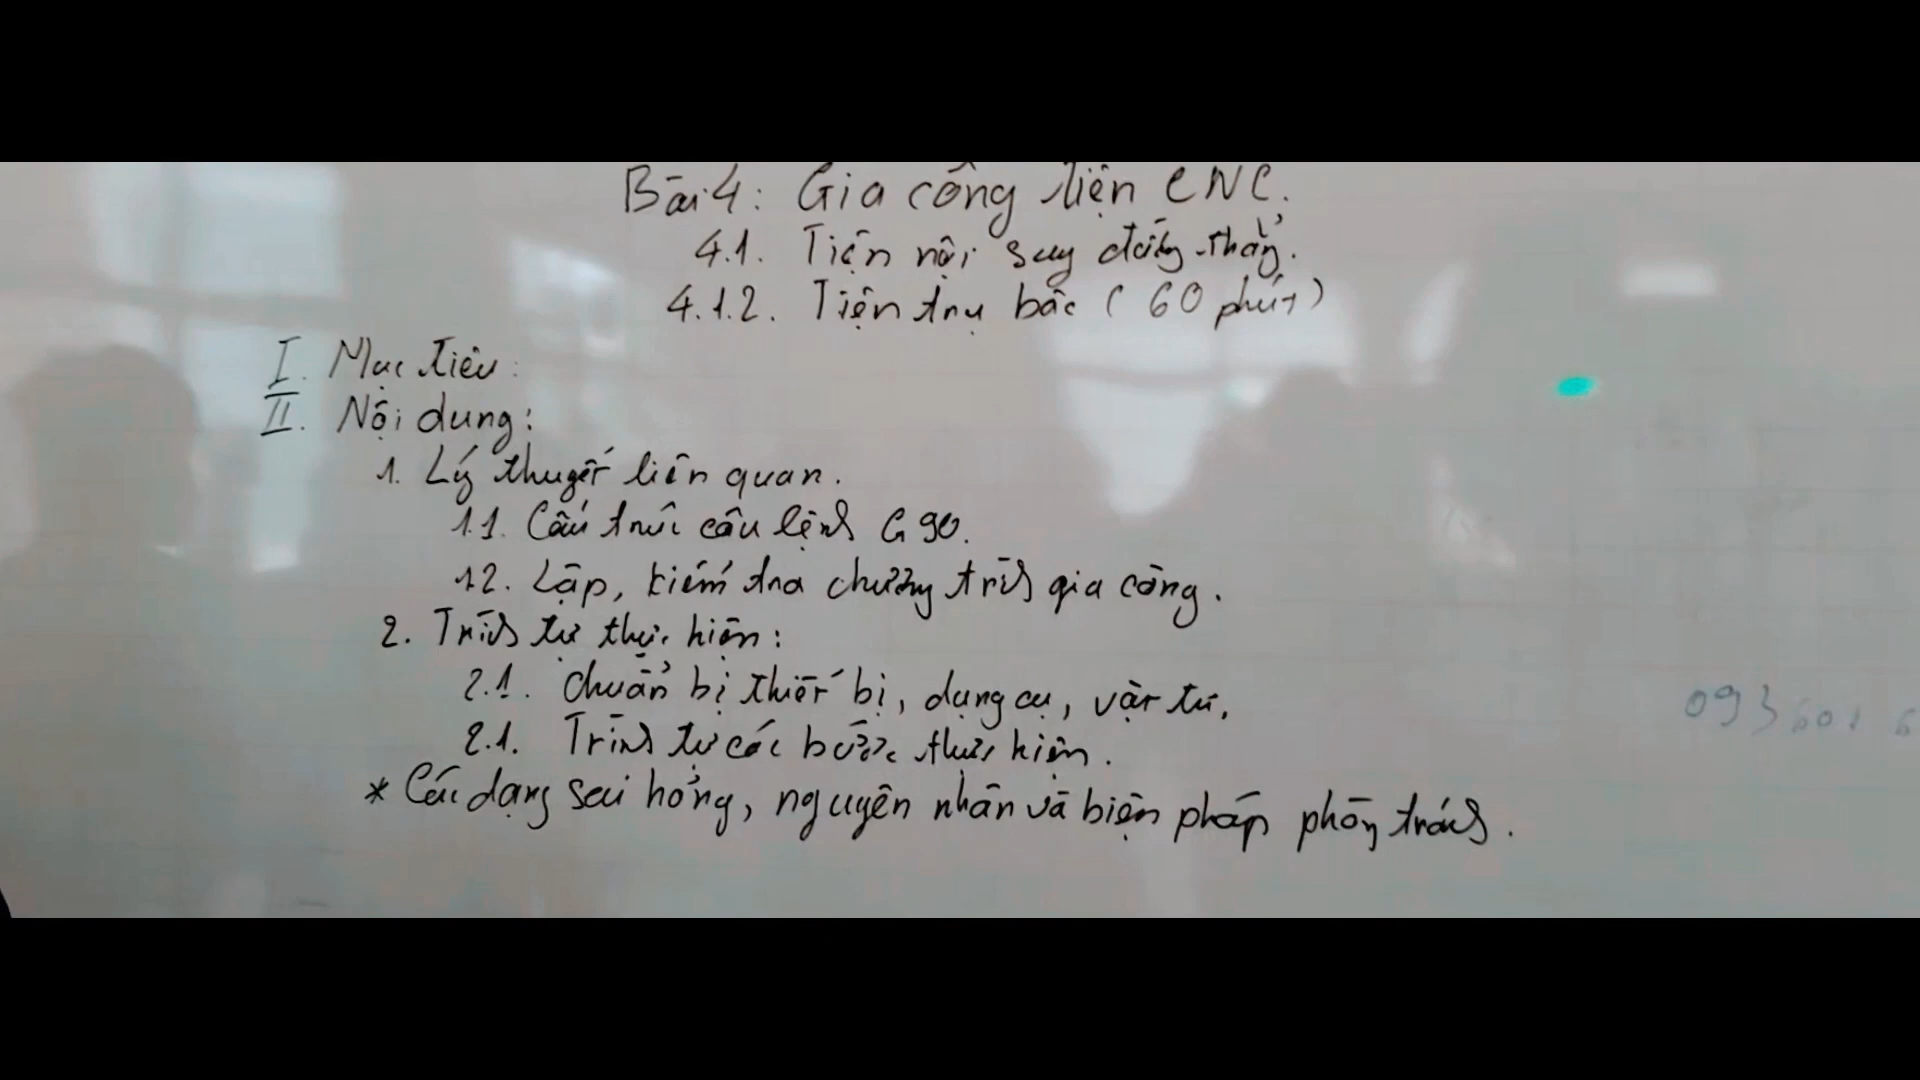 Bài 4: Gia công tiện CNC.
4.1. Tiện nội suy đường thẳng.
4.1.2. Tiện trụ bậc ( 60 phút )
I. Mục tiêu:
II. Nội dung:
1. Lý thuyết liên quan.
1.1. Cấu trúc câu lệnh G90.
1.2. Lập, kiểm tra chương trình gia công.
2. Trình tự thực hiện:
2.1. Chuẩn bị thiết bị, dụng cụ, vật tư.
2.1. Trình tự các bước thực hiện.
* Các dạng sai hỏng, nguyên nhân và biện pháp phòng tránh.
093 601 6